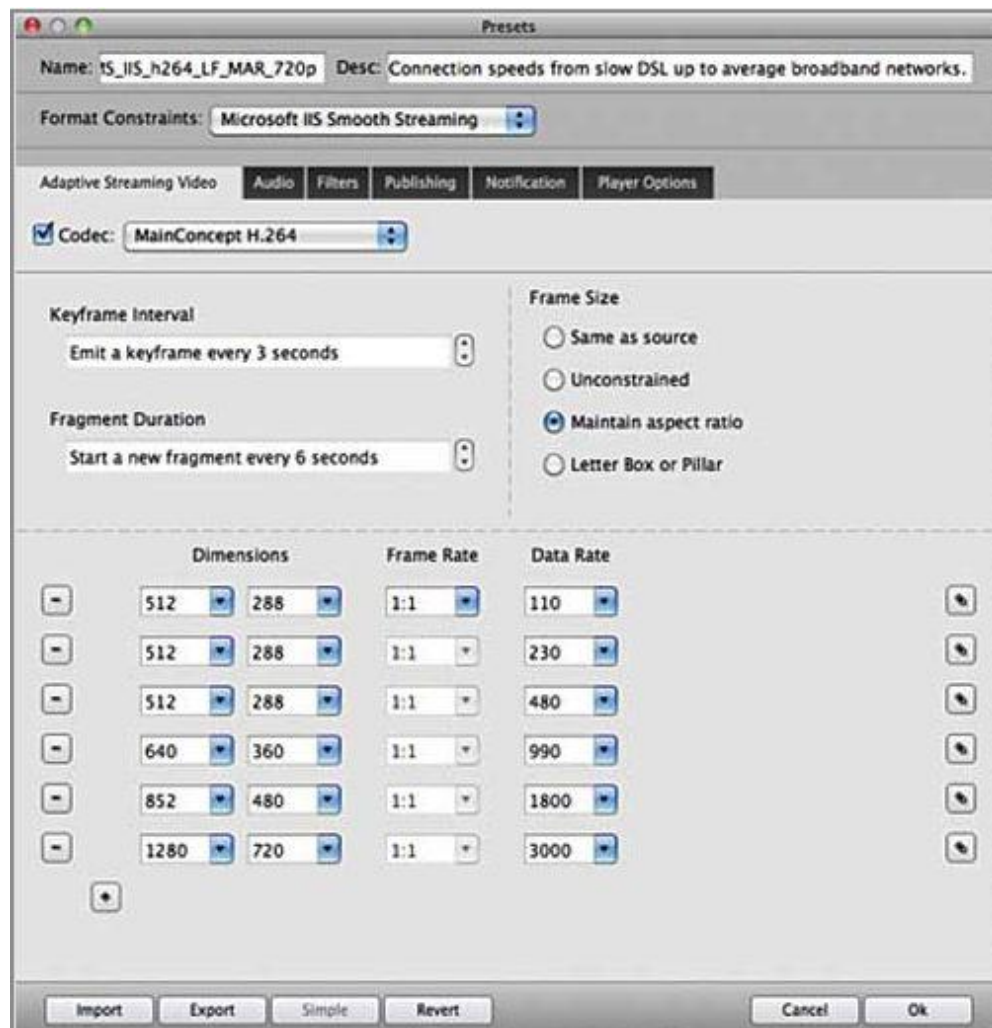 Presets
Name: tS_IIS_h264_LF_MAR_720p Desc: Connection speeds from slow DSL up to average broadband networks.
Format Constraints: Microsoft IIS Smooth Streaming
Adaptive Streaming Video Audio Filters Publishing Notification Player Options
Codec: MainConcept H.264
Keyframe Interval
Emit a keyframe every 3 seconds
Fragment Duration
Start a new fragment every 6 seconds
Frame Size
Same as source
Unconstrained
Maintain aspect ratio
Letter Box or Pillar
Dimensions Frame Rate Data Rate
512 288 1:1 110
512 288 1:1 230
512 288 1:1 480
640 360 1:1 990
852 480 1:1 1800
1280 720 1:1 3000
Import Export Simple Revert Cancel Ok